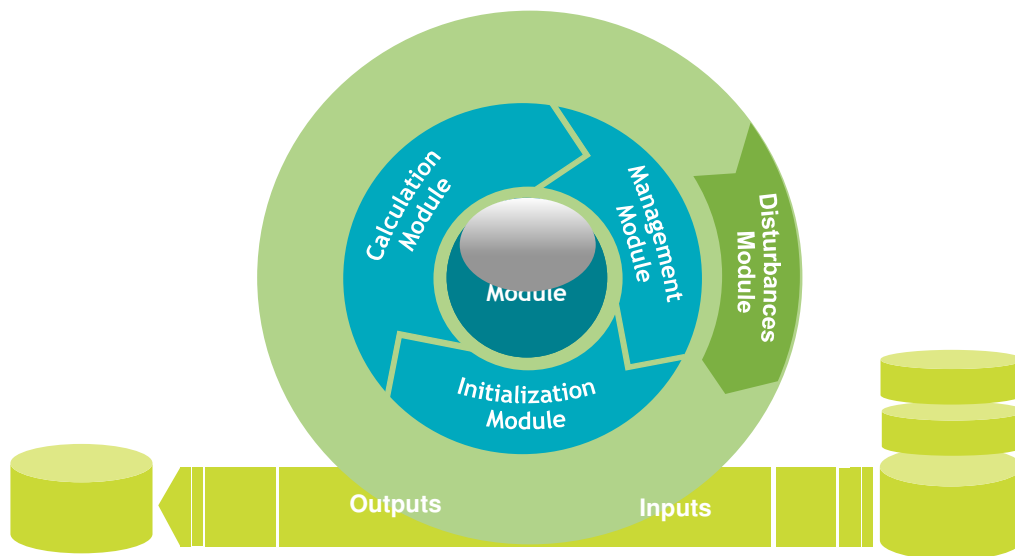 Calculation
Module
Management
Module
Disturbances
Module
Module
Initialization
Module
Outputs
Inputs